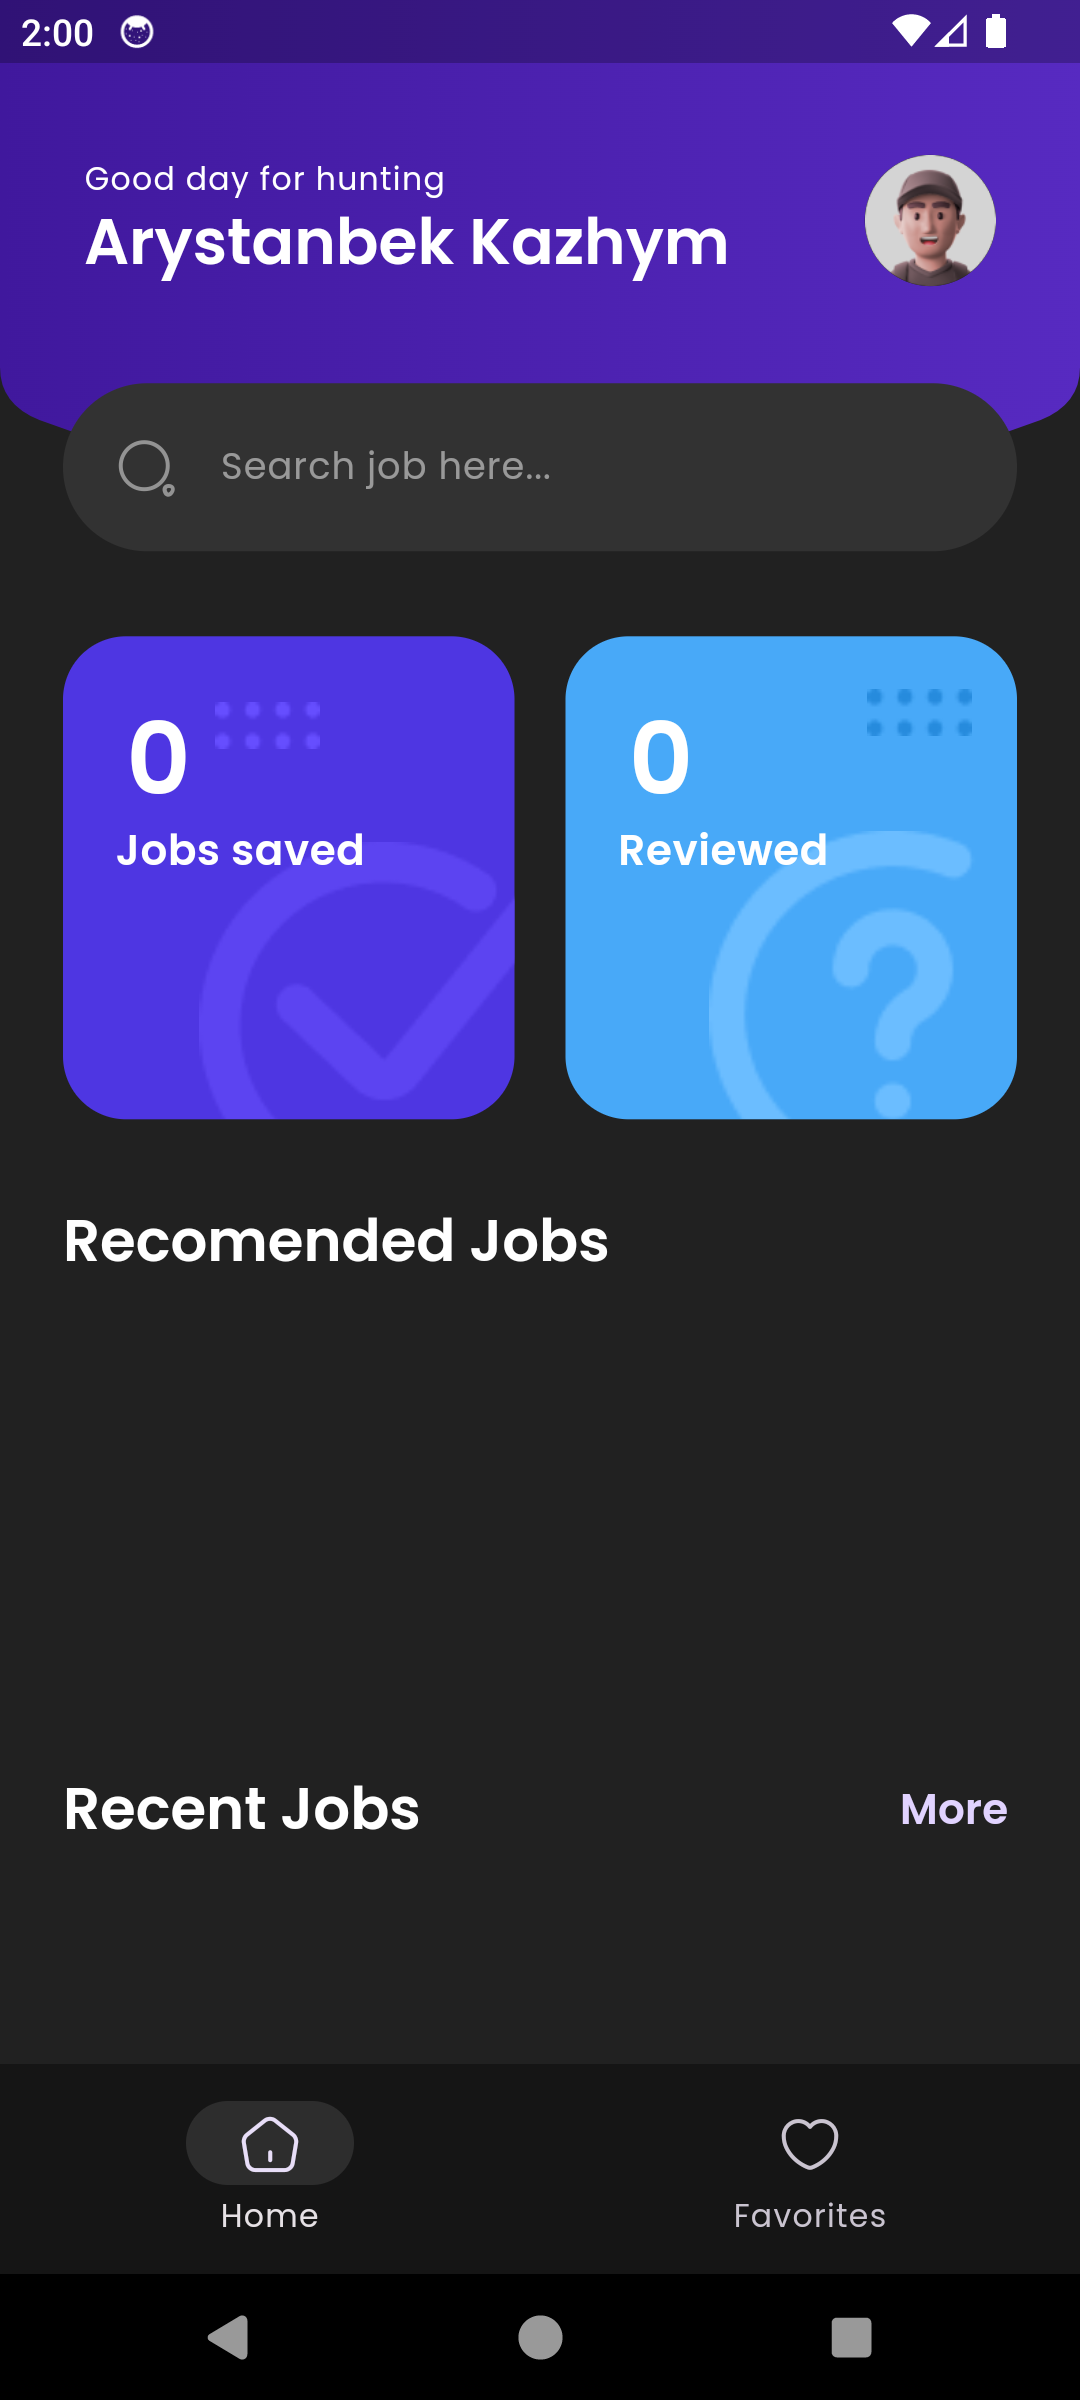 2:00
Good day for hunting
Arystanbek Kazhym
Search job here...
0
Jobs saved
0
Reviewed
Recomended Jobs
Recent Jobs
More
Home
Favorites